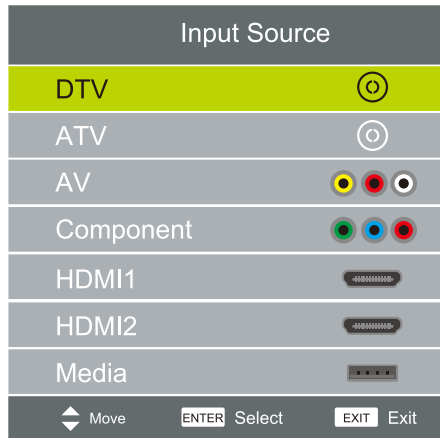 Input Source
DTV
ATV
AV
Component
HDMI1
HDMI2
Media
Move ENTER Select EXIT Exit